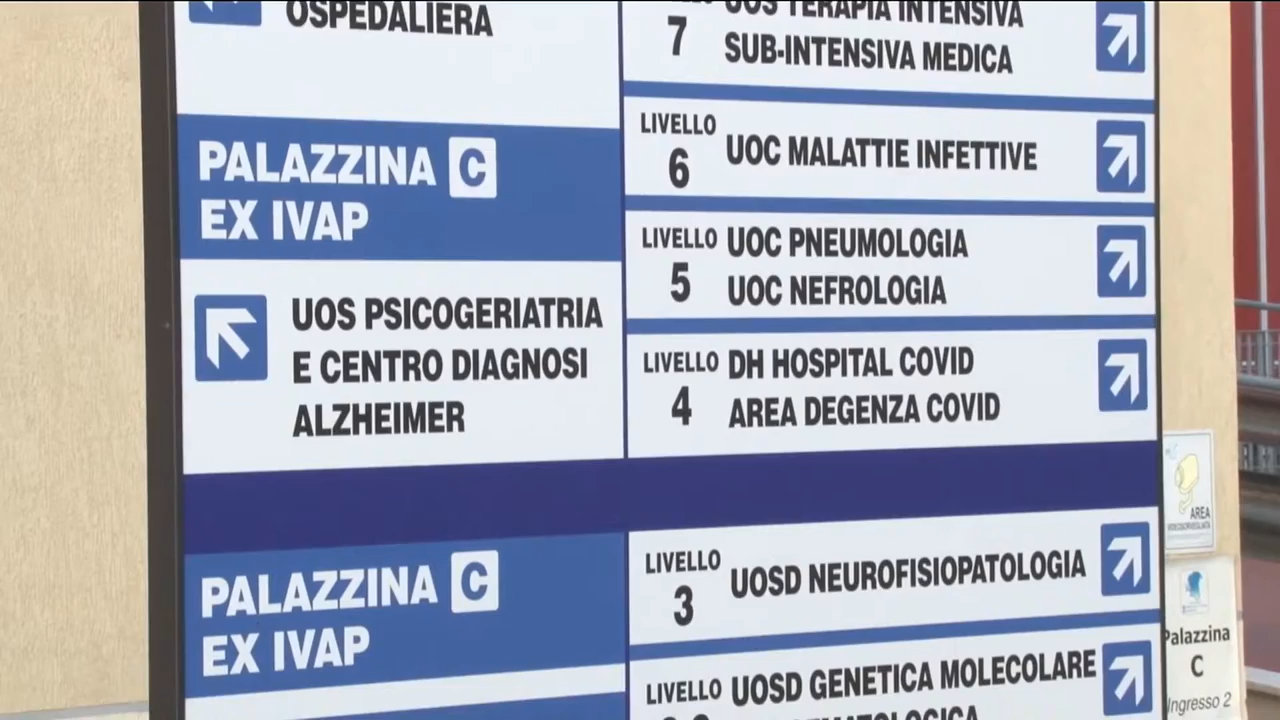 OSPEDALIERA
PALAZZINA C
EX IVAP
UOS PSICOGERIATRIA
E CENTRO DIAGNOSI
ALZHEIMER
PALAZZINA C
EX IVAP
7
UOS TERAPIA INTENSIVA
SUB-INTENSIVA MEDICA
LIVELLO
6
UOC MALATTIE INFETTIVE
LIVELLO
5
UOC PNEUMOLOGIA
UOC NEFROLOGIA
LIVELLO
4
DH HOSPITAL COVID
AREA DEGENZA COVID
LIVELLO
3
UOSD NEUROFISIOPATOLOGIA
LIVELLO
UOSD GENETICA MOLECOLARE
AREA
Palazzina
C
Ingresso 2